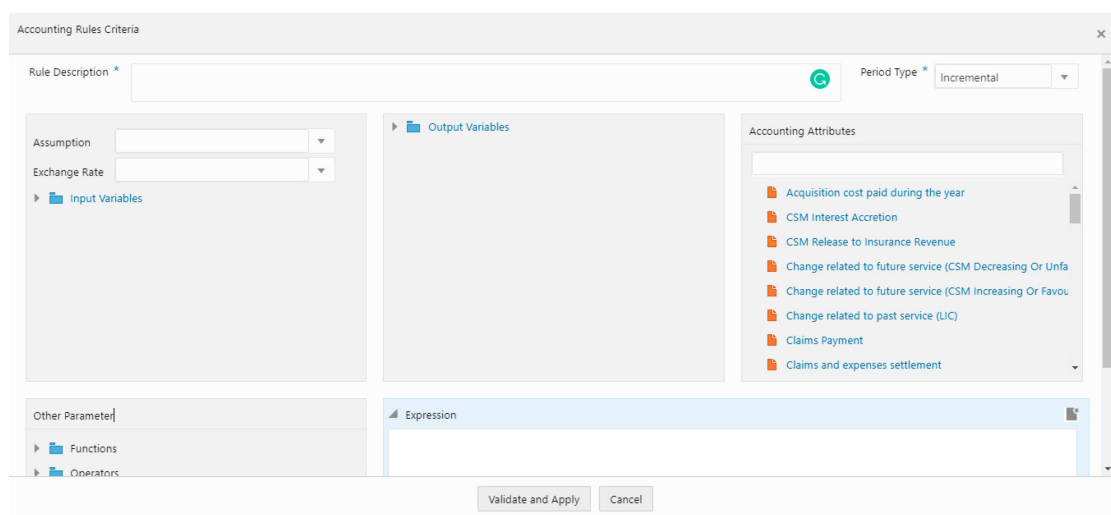 Accounting Rules Criteria
×
Rule Description *
Period Type *
Incremental
Assumption
Exchange Rate
Input Variables
Output Variables
Accounting Attributes
Acquisition cost paid during the year
CSM Interest Accretion
CSM Release to Insurance Revenue
Change related to future service (CSM Decreasing Or Unfa
Change related to future service (CSM Increasing Or Favou
Change related to past service (LIC)
Claims Payment
Claims and expenses settlement
Other Parameter
Functions
Operators
Expression
Validate and Apply
Cancel